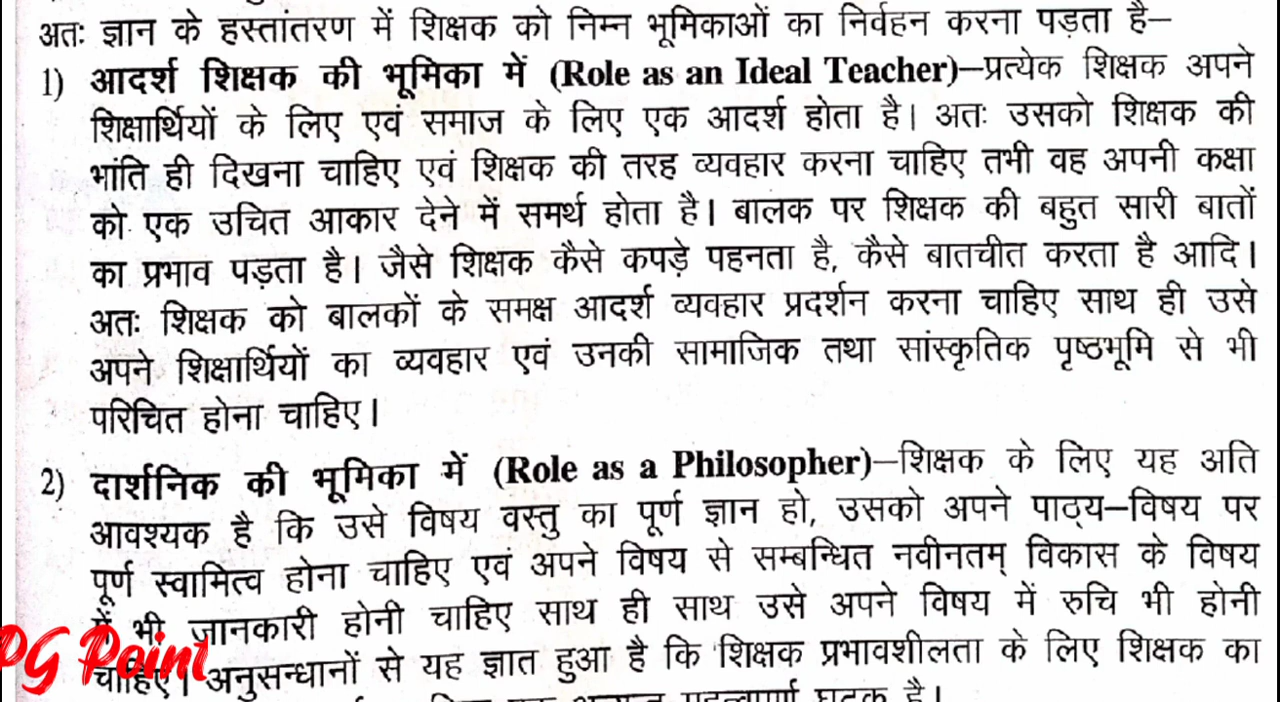 अतः ज्ञान के हस्तांतरण में शिक्षक को निम्न भूमिकाओं का निर्वहन करना पड़ता है–
1) आदर्श शिक्षक की भूमिका में (Role as an Ideal Teacher)–प्रत्येक शिक्षक अपने
शिक्षार्थियों के लिए एवं समाज के लिए एक आदर्श होता है। अतः उसको शिक्षक की
भांति ही दिखना चाहिए एवं शिक्षक की तरह व्यवहार करना चाहिए तभी वह अपनी कक्षा
को एक उचित आकार देने में समर्थ होता है। बालक पर शिक्षक की बहुत सारी बातों
का प्रभाव पड़ता है। जैसे शिक्षक कैसे कपड़े पहनता है, कैसे बातचीत करता है आदि।
अतः शिक्षक को बालकों के समक्ष आदर्श व्यवहार प्रदर्शन करना चाहिए साथ ही उसे
अपने शिक्षार्थियों का व्यवहार एवं उनकी सामाजिक तथा सांस्कृतिक पृष्ठभूमि से भी
परिचित होना चाहिए।
2) दार्शनिक की भूमिका में (Role as a Philosopher)–शिक्षक के लिए यह अति
आवश्यक है कि उसे विषय वस्तु का पूर्ण ज्ञान हो, उसको अपने पाठ्य–विषय पर
पूर्ण स्वामित्व होना चाहिए एवं अपने विषय से सम्बन्धित नवीनतम् विकास के विषय
में भी जानकारी होनी चाहिए साथ ही साथ उसे अपने विषय में रुचि भी होनी
चाहिए। अनुसन्धानों से यह ज्ञात हुआ है कि शिक्षक प्रभावशीलता के लिए शिक्षक का
महत्वपूर्ण घटक है।
PG Point